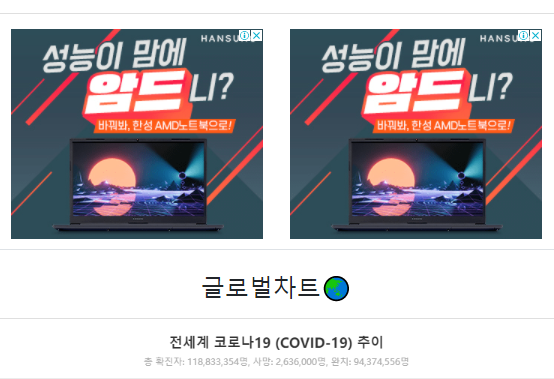 HANSU
성능이 맘에
암드니?
바꿔봐, 한성 AMD노트북으로!
HANSU
성능이 맘에
암드니?
바꿔봐, 한성 AMD노트북으로!
글로벌차트
전세계 코로나19 (COVID-19) 추이
총 확진자: 118,833,354명, 사망: 2,636,000명, 완치: 94,374,556명